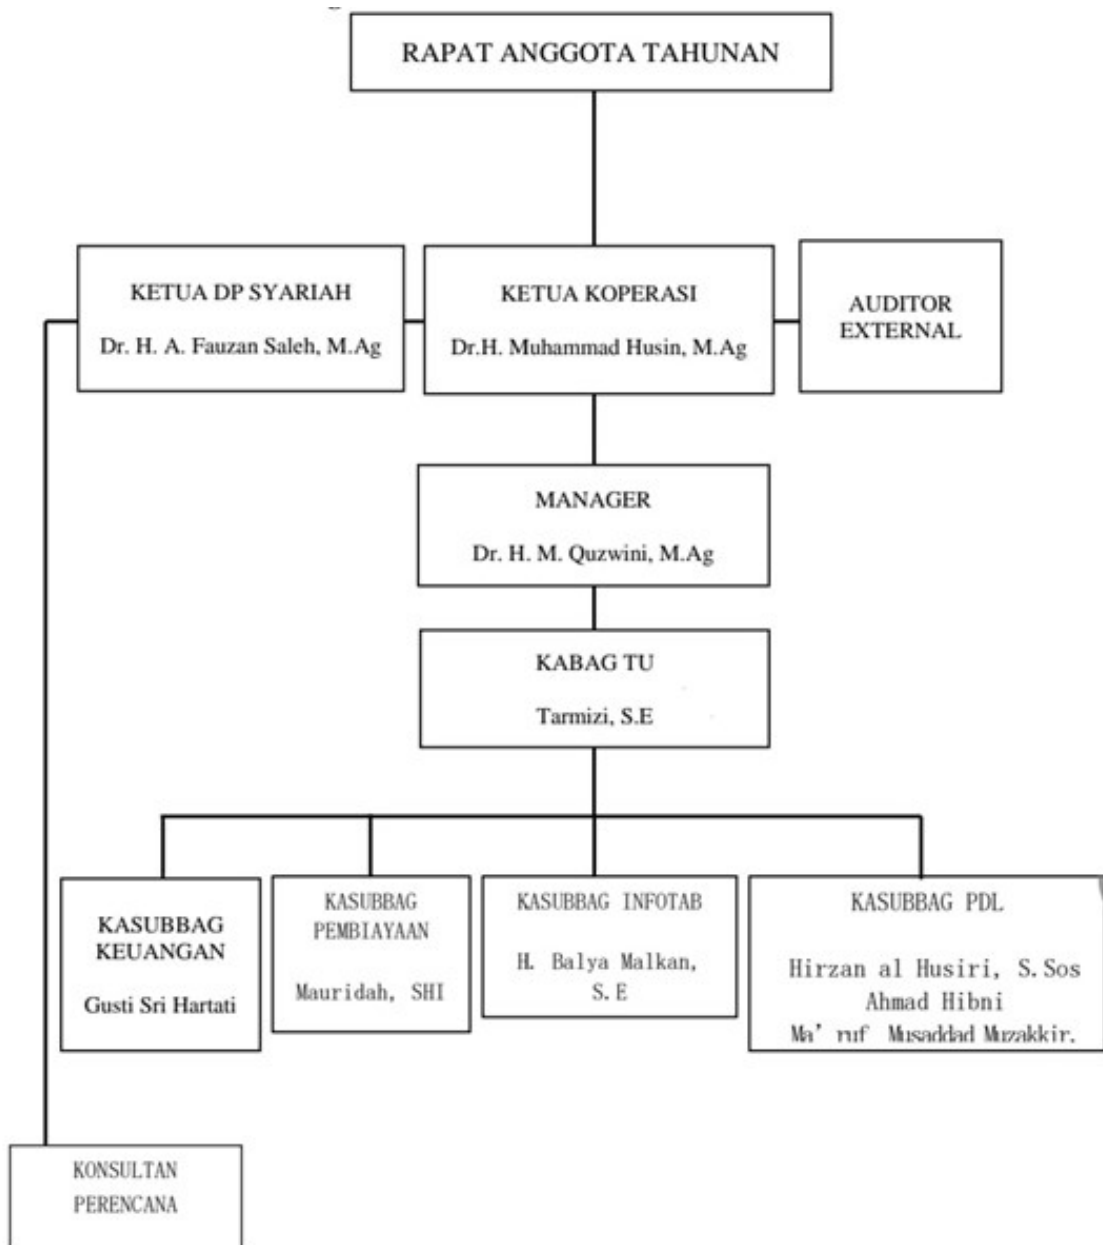 RAPAT ANGGOTA TAHUNAN
KETUA DP SYARIAH
Dr. H. A. Fauzan Saleh, M.Ag
KETUA KOPERASI
Dr.H. Muhammad Husin, M.Ag
AUDITOR
EXTERNAL
MANAGER
Dr. H. M. Quzwini, M.Ag
KABAG TU
Tarmizi, S.E
KASUBBAG
KEUANGAN
Gusti Sri Hartati
KASUBBAG
PEMBIAYAAN
Mauridah, SHI
KASUBBAG INFOTAB
H. Balya Malkan,
S.E
KASUBBAG PDL
Hirzan al Husiri, S.Sos
Ahmad Hibni
Ma'ruf Musaddad Muzakkir.
KONSULTAN
PERENCANA